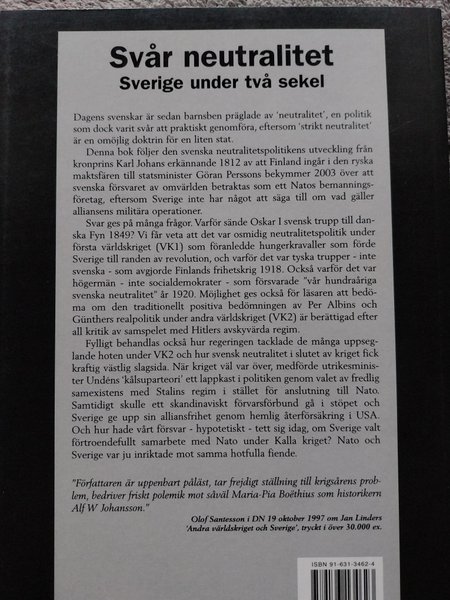 Svår neutralitet
Sverige under två sekel
Dagens svenskar är sedan barnsben präglade av 'neutralitet', en politik
som dock varit svår att praktiskt genomföra, eftersom 'strikt neutralitet'
är en omöjlig doktrin för en liten stat.
Denna bok följer den svenska neutralitetspolitikens utveckling från
kronprins Karl Johans erkännande 1812 av att Finland ingår i den ryska
maktsfären till statsminister Göran Perssons bekymmer 2003 över att
svenska försvaret av omvärlden betraktas som ett Natos bemannings-
företag, eftersom Sverige inte har något att säga till om vad gäller
alliansens militära operationer.
Svar ges på många frågor. Varför sände Oskar I svensk trupp till dan-
ska Fyn 1849? Vi får veta att det var osmidig neutralitetspolitik under
första världskriget (VK1) som föranledde hungerkravaller som förde
Sverige till randen av revolution, och varför det var tyska trupper - inte
svenska - som avgjorde Finlands frihetskrig 1918. Också varför det var
högermän - inte socialdemokrater - som försvarade "vår hundraåriga
svenska neutralitet" år 1920. Möjlighet ges också för läsaren att bedö-
ma om den traditionellt positiva bedömningen av Per Albins och
Günthers realpolitik under andra världskriget (VK2) är berättigad efter
all kritik av samspelet med Hitlers avskyvärda regim.
Fylligt behandlas också hur regeringen tacklade de många uppseg-
lande hoten under VK2 och hur svensk neutralitet i slutet av kriget fick
kraftig västlig slagsida. När kriget väl var över, medförde utrikesminis-
ter Undéns 'kålsuparteori' ett lappkast i politiken genom valet av fredlig
samexistens med Stalins regim i stället för anslutning till Nato.
Samtidigt skulle ett skandinaviskt förvarsförbund gå i stöpet och
Sverige ge upp sin alliansfrihet genom hemlig återförsäkring i USA.
Och hur hade vårt försvar - hypotetiskt - tett sig idag, om Sverige valt
förtroendefullt samarbete med Nato under Kalla kriget? Nato och
Sverige var ju inriktade mot samma hotfulla fiende.
"Författaren är uppenbart påläst, tar frejdigt ställning till krigsårens prob-
lem, bedriver friskt polemik mot såväl Maria-Pia Boëthius som historikern
Alf W Johansson."
Olof Santesson i DN 19 oktober 1997 om Jan Linders
'Andra världskriget och Sverige', tryckt i över 30.000 ex.
ISBN 91-631-3462-4